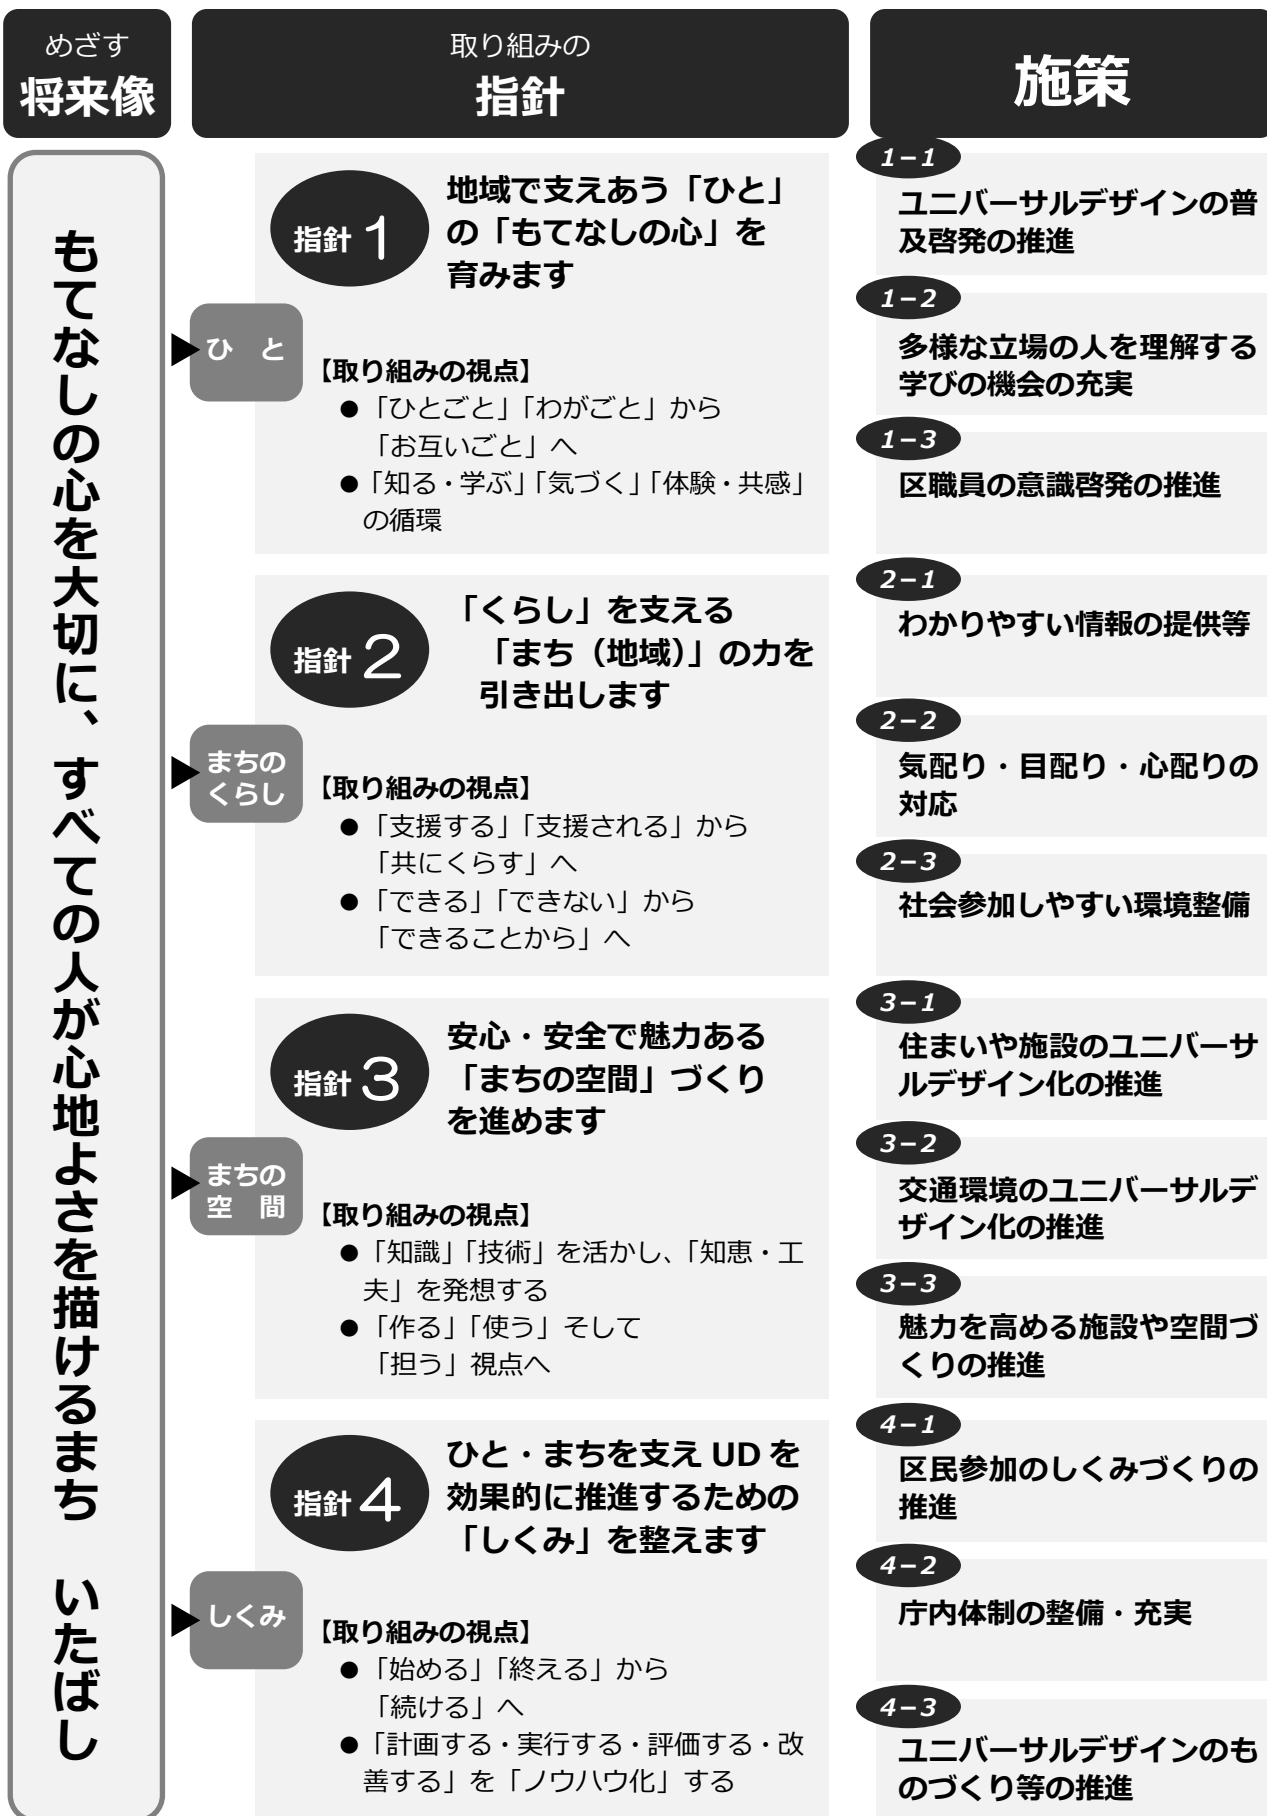 めざす
将来像
取り組みの
指針
施策
もてなしの心を大切に、すべての人が心地よさを描けるまち　いたばし
ひ　と
指針 1
地域で支えあう「ひと」
の「もてなしの心」を
育みます
【取り組みの視点】
●「ひとごと」「わがごと」から
「お互いごと」へ
●「知る・学ぶ」「気づく」「体験・共感」
の循環
1－1
ユニバーサルデザインの普
及啓発の推進
1－2
多様な立場の人を理解する
学びの機会の充実
1－3
区職員の意識啓発の推進
まちの
くらし
指針 2
「くらし」を支える
「まち（地域）」の力を
引き出します
【取り組みの視点】
●「支援する」「支援される」から
「共にくらす」へ
●「できる」「できない」から
「できることから」へ
2－1
わかりやすい情報の提供等
2－2
気配り・目配り・心配りの
対応
2－3
社会参加しやすい環境整備
まちの
空　間
指針 3
安心・安全で魅力ある
「まちの空間」づくり
を進めます
【取り組みの視点】
●「知識」「技術」を活かし、「知恵・工
夫」を発想する
●「作る」「使う」そして
「担う」視点へ
3－1
住まいや施設のユニバーサ
ルデザイン化の推進
3－2
交通環境のユニバーサルデ
ザイン化の推進
3－3
魅力を高める施設や空間づ
くりの推進
しくみ
指針 4
ひと・まちを支え UD を
効果的に推進するための
「しくみ」を整えます
【取り組みの視点】
●「始める」「終える」から
「続ける」へ
●「計画する・実行する・評価する・改
善する」を「ノウハウ化」する
4－1
区民参加のしくみづくりの
推進
4－2
庁内体制の整備・充実
4－3
ユニバーサルデザインのも
のづくり等の推進